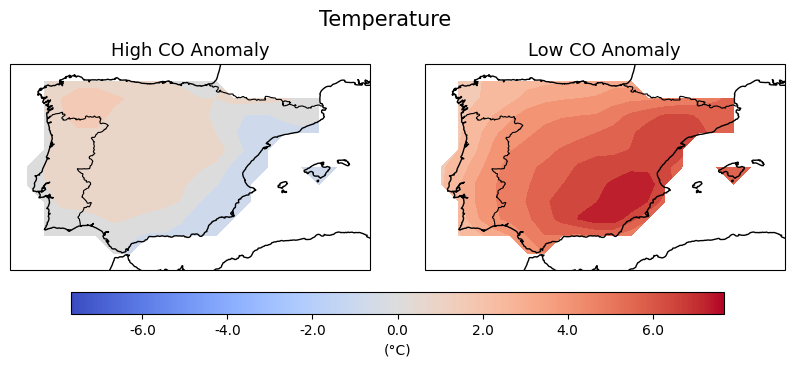 Temperature
High CO Anomaly
Low CO Anomaly
-6.0 -4.0 -2.0 0.0 2.0 4.0 6.0
(°C)